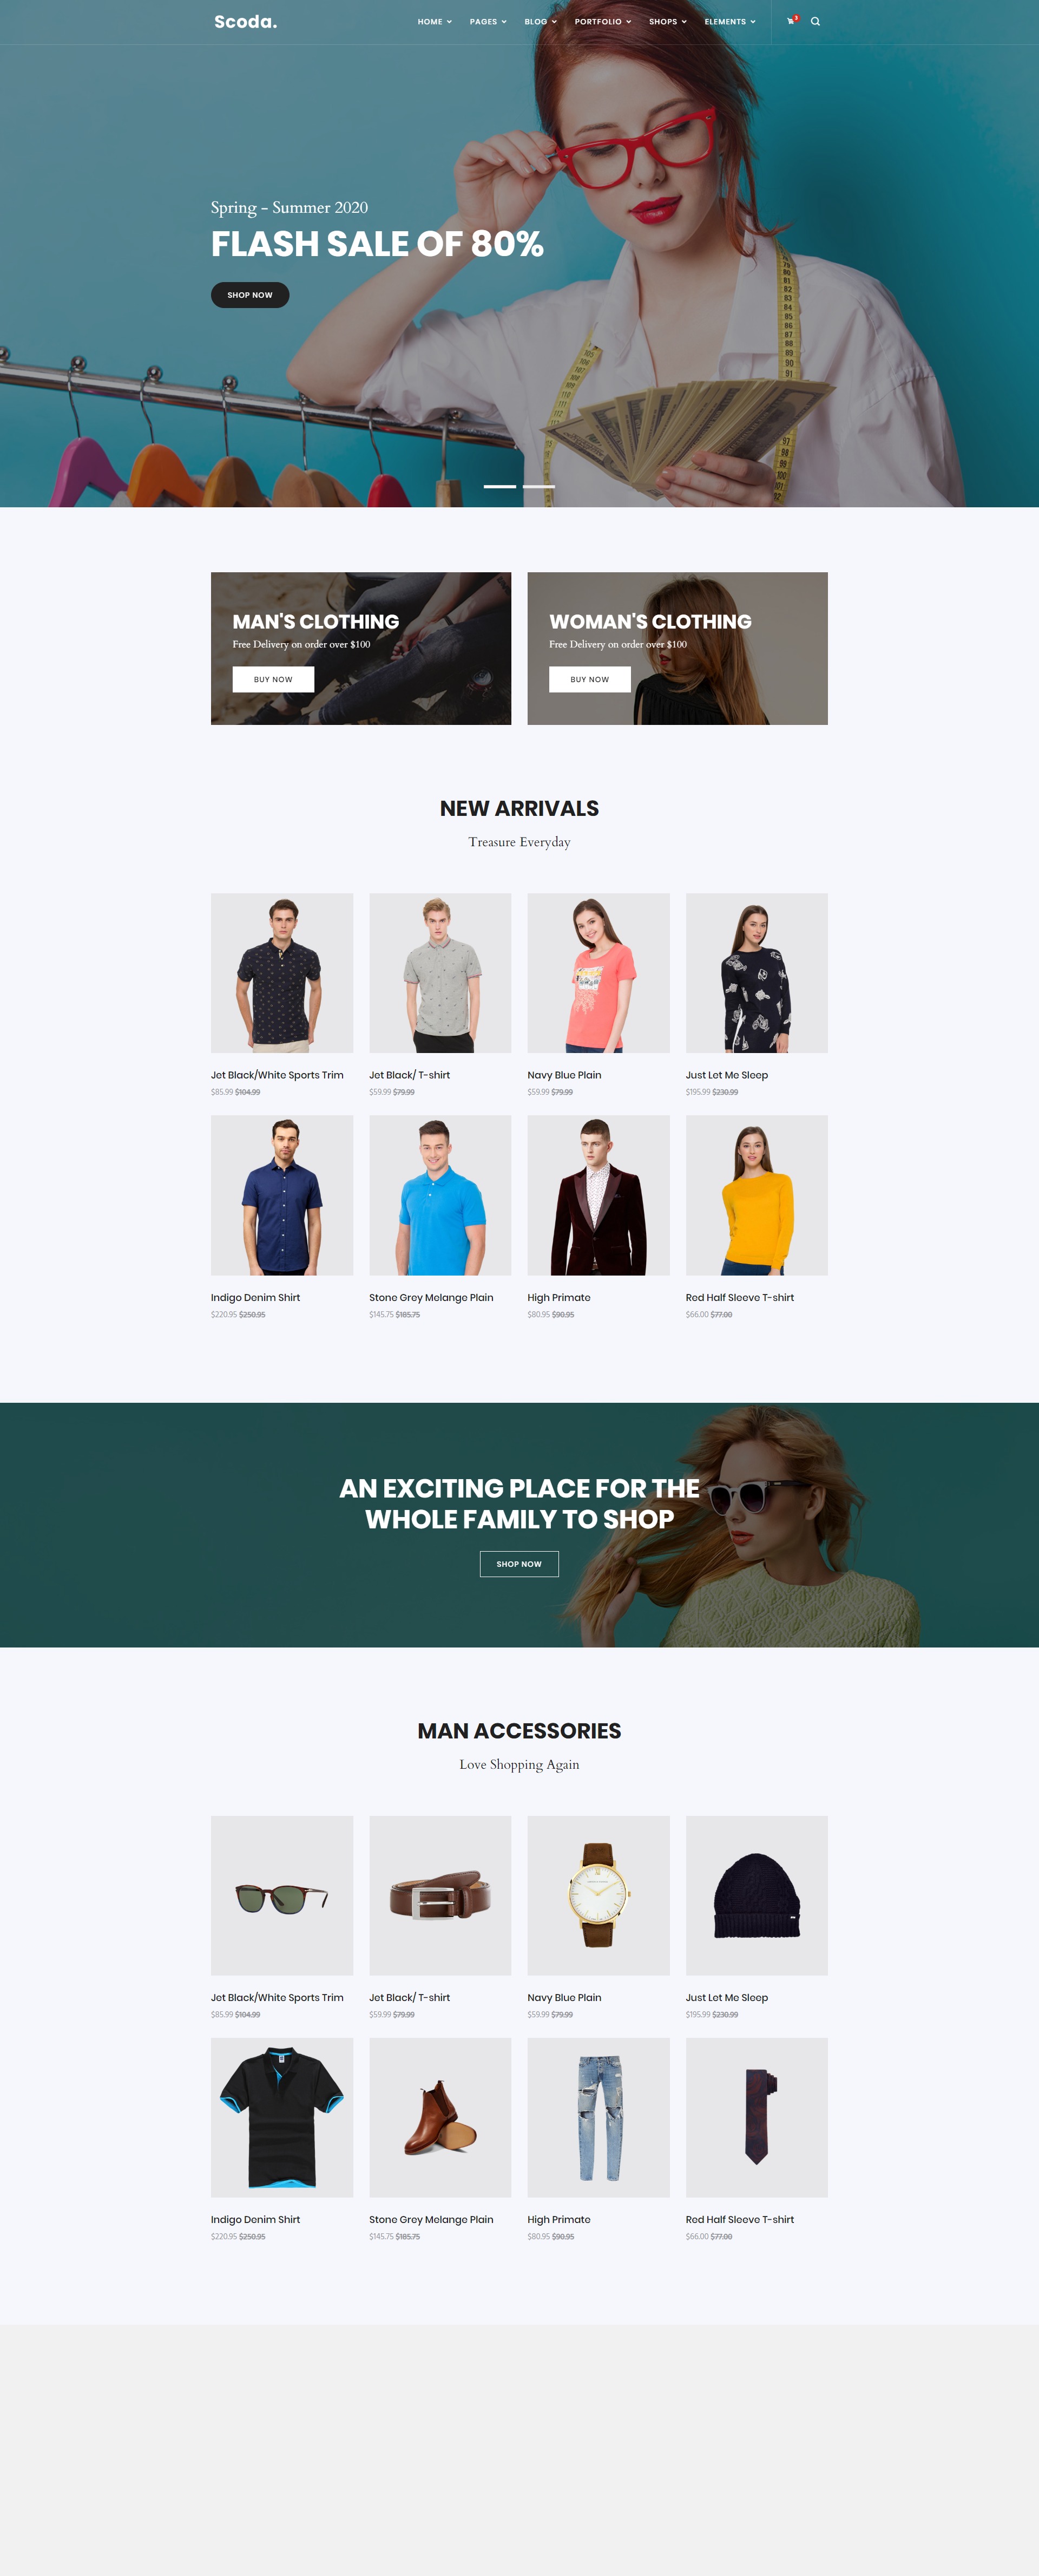 Scoda.
HOME PAGES BLOG PORTFOLIO SHOPS ELEMENTS
3
Spring - Summer 2020
FLASH SALE OF 80%
SHOP NOW
MAN'S CLOTHING
Free Delivery on order over $100
BUY NOW
WOMAN'S CLOTHING
Free Delivery on order over $100
BUY NOW
NEW ARRIVALS
Treasure Everyday
Jet Black/White Sports Trim
$85.99 $104.99
Jet Black/ T-shirt
$59.99 $79.99
Navy Blue Plain
$59.99 $79.99
Just Let Me Sleep
$195.99 $230.99
Indigo Denim Shirt
$220.95 $250.95
Stone Grey Melange Plain
$145.75 $185.75
High Primate
$80.95 $90.95
Red Half Sleeve T-shirt
$66.00 $77.00
AN EXCITING PLACE FOR THE
WHOLE FAMILY TO SHOP
SHOP NOW
MAN ACCESSORIES
Love Shopping Again
Jet Black/White Sports Trim
$85.99 $104.99
Jet Black/ T-shirt
$59.99 $79.99
Navy Blue Plain
$59.99 $79.99
Just Let Me Sleep
$195.99 $230.99
Indigo Denim Shirt
$220.95 $250.95
Stone Grey Melange Plain
$145.75 $185.75
High Primate
$80.95 $90.95
Red Half Sleeve T-shirt
$66.00 $77.00